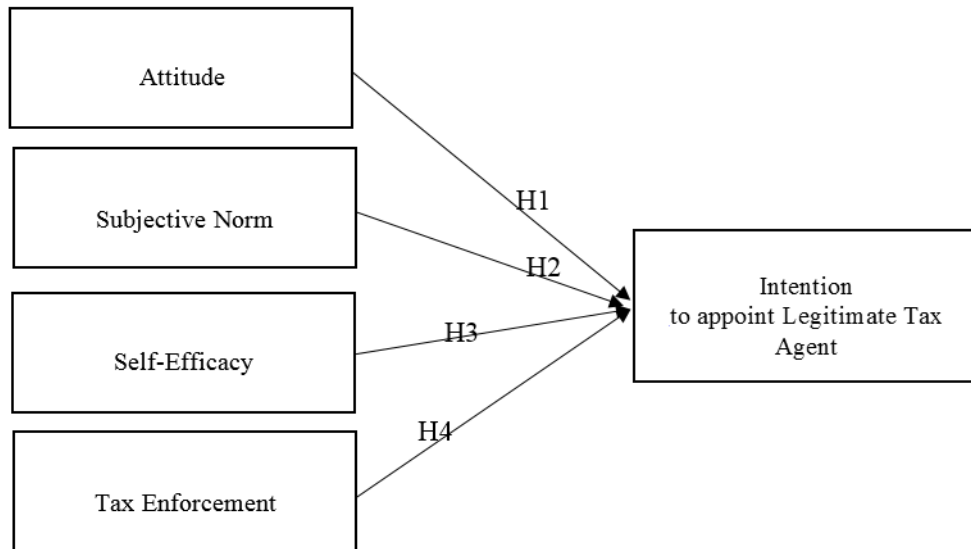 Attitude
H1
Subjective Norm
H2
Intention
to appoint Legitimate Tax
Agent
H3
Self-Efficacy
H4
Tax Enforcement